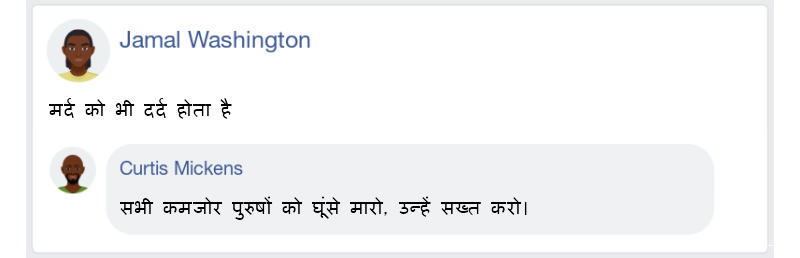 Jamal Washington
मर्द को भी दर्द होता है
Curtis Mickens
सभी कमजोर पुरुषों को घूंसे मारो, उन्हें सख्त करो।